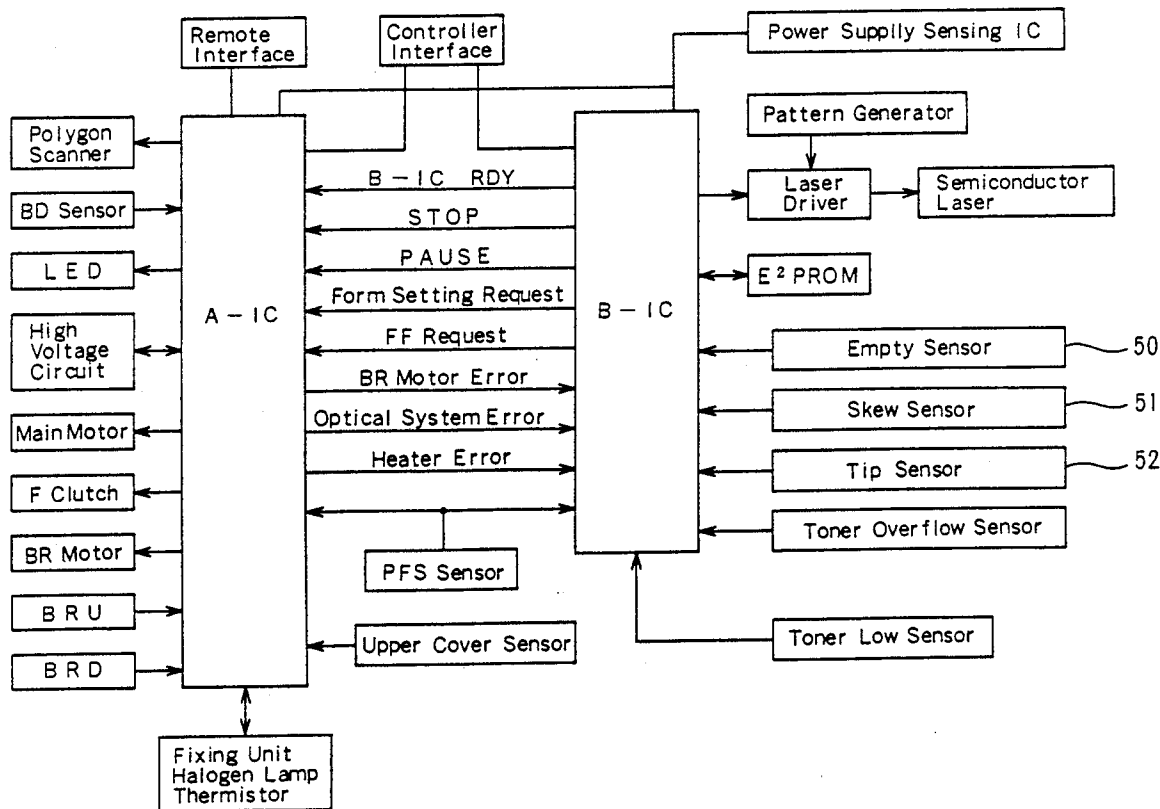 Remote
Interface
Controller
Interface
Power Supplly Sensing IC
Polygon
Scanner
Pattern Generator
B-IC RDY
Laser
Driver
Semiconductor
Laser
BD Sensor
STOP
LED
PAUSE
E² PROM
A-IC
Form Setting Request
B-IC
High
Voltage
Circuit
FF Request
Empty Sensor
50
BR Motor Error
Skew Sensor
51
Main Motor
Optical System Error
Heater Error
Tip Sensor
52
F Clutch
Toner Overflow Sensor
BR Motor
PFS Sensor
BRU
Upper Cover Sensor
Toner Low Sensor
BRD
Fixing Unit
Halogen Lamp
Thermistor